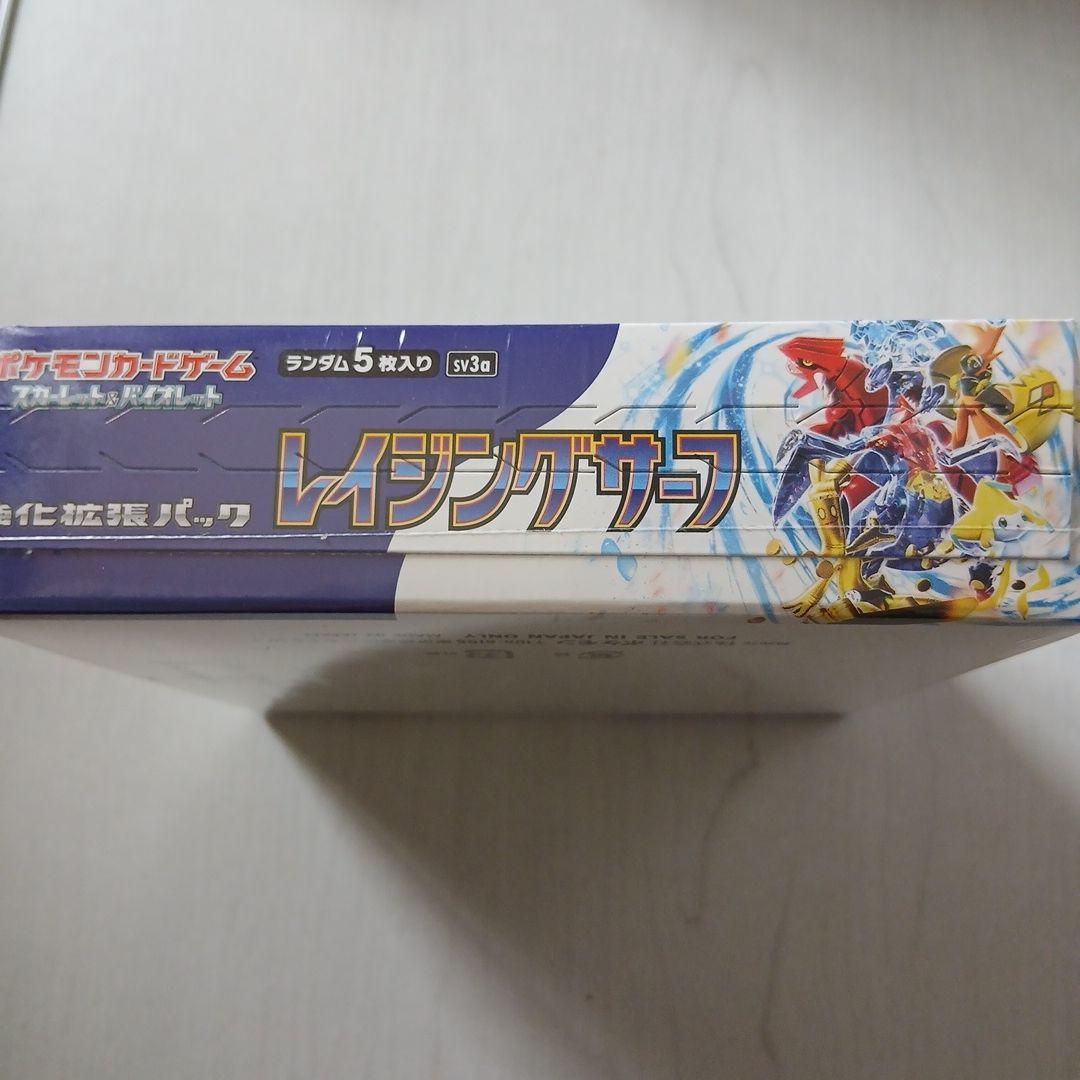 ポケモンカードゲーム
スカーレット&バイオレット
ランダム5枚入り
sv3a
強化拡張パック
レイジングサーフ
FOR SALE IN JAPAN ONLY